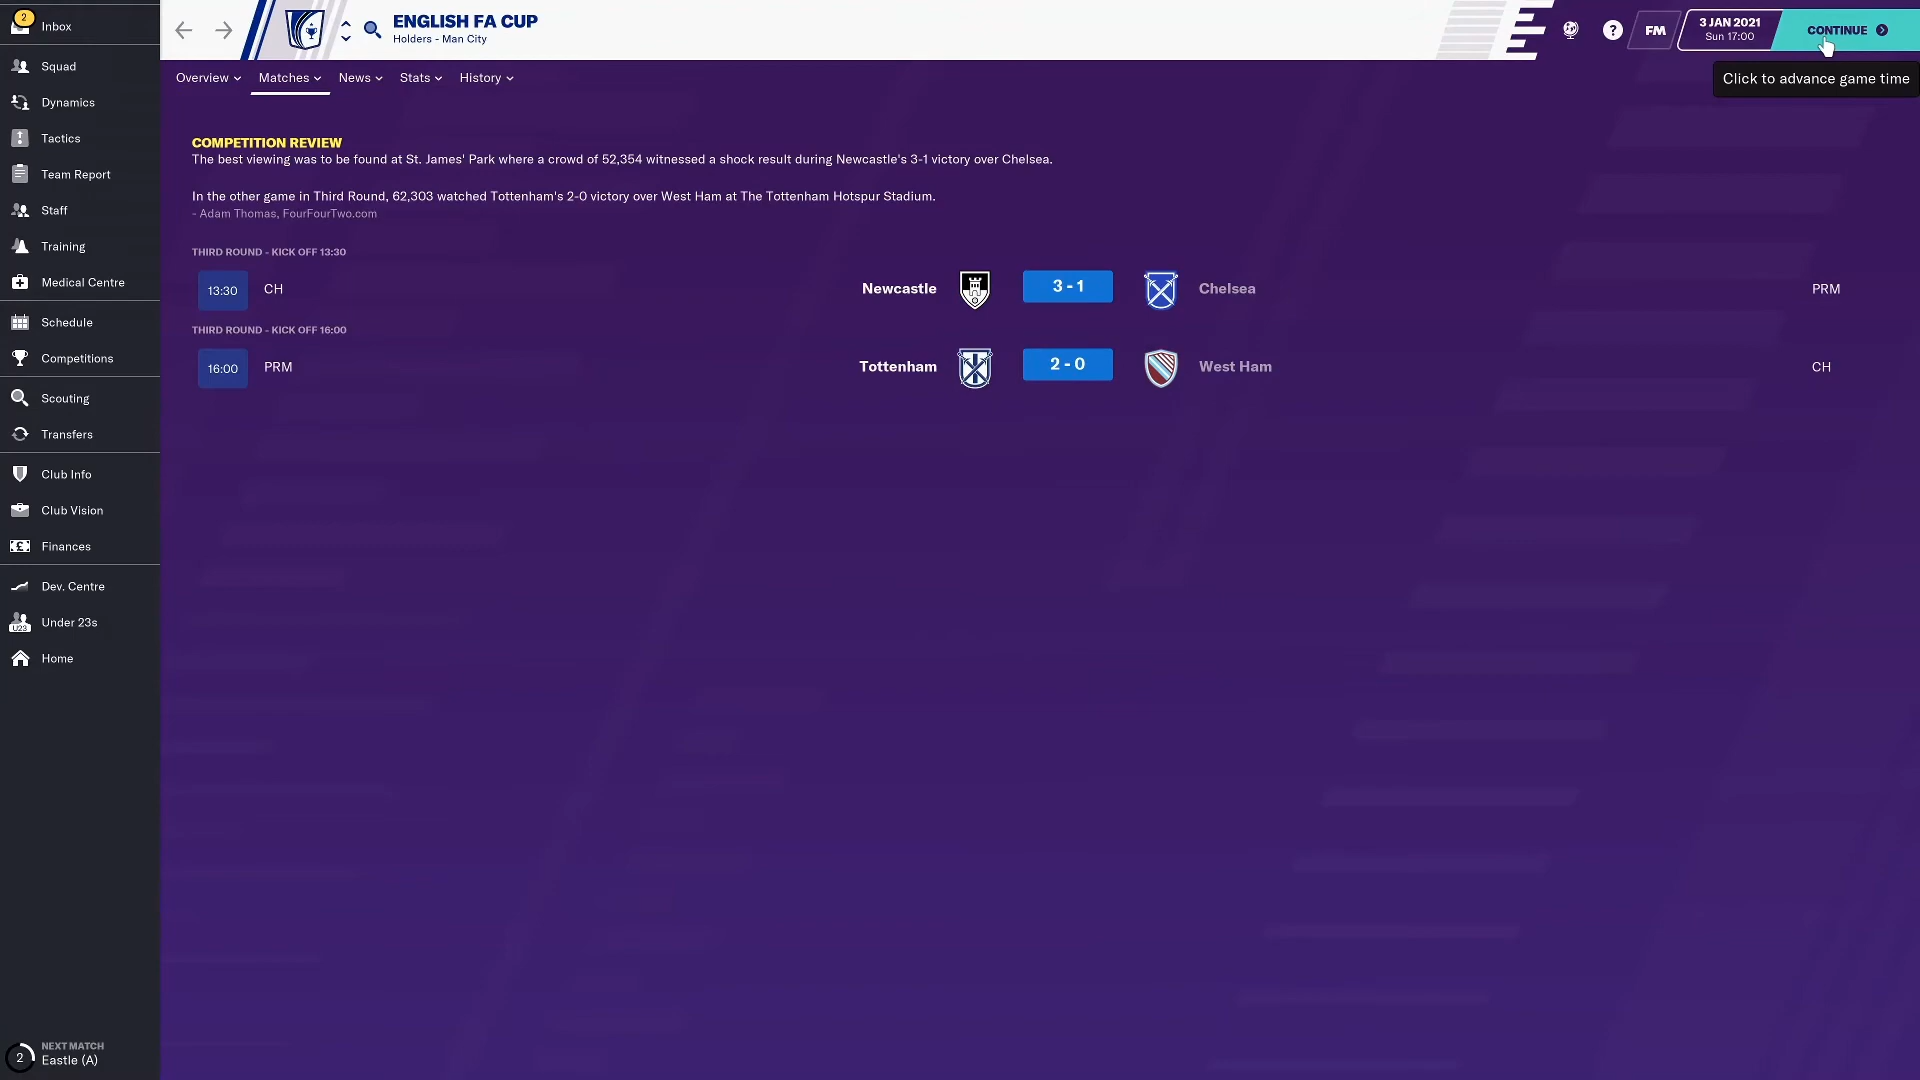 2
Inbox
Squad
Dynamics
Tactics
Team Report
Staff
Training
Medical Centre
Schedule
Competitions
Scouting
Transfers
Club Info
Club Vision
Finances
Dev. Centre
U23
Under 23s
Home
2
NEXT MATCH
Eastle (A)
ENGLISH FA CUP
Holders - Man City
?
FM
3 JAN 2021
Sun 17:00
CONTINUE
Click to advance game time
Overview Matches News Stats History
COMPETITION REVIEW
The best viewing was to be found at St. James' Park where a crowd of 52,354 witnessed a shock result during Newcastle's 3-1 victory over Chelsea.
In the other game in Third Round, 62,303 watched Tottenham's 2-0 victory over West Ham at The Tottenham Hotspur Stadium.
- Adam Thomas, FourFourTwo.com
THIRD ROUND - KICK OFF 13:30
13:30 CH Newcastle 3 - 1 Chelsea PRM
THIRD ROUND - KICK OFF 16:00
16:00 PRM Tottenham 2 - 0 West Ham CH